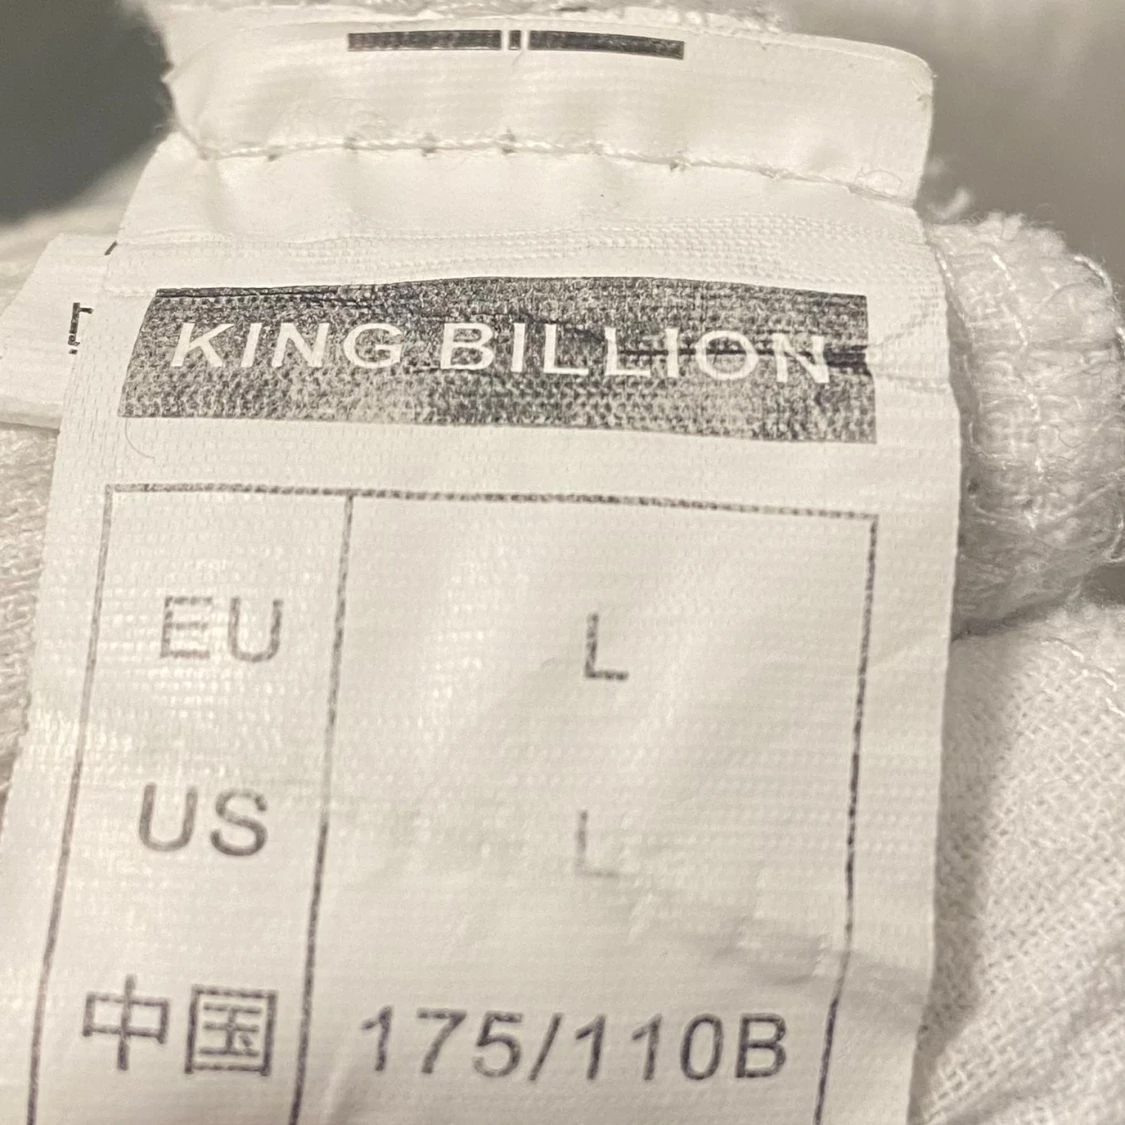 KING BILLION
EU L
US L
中国 175/110B